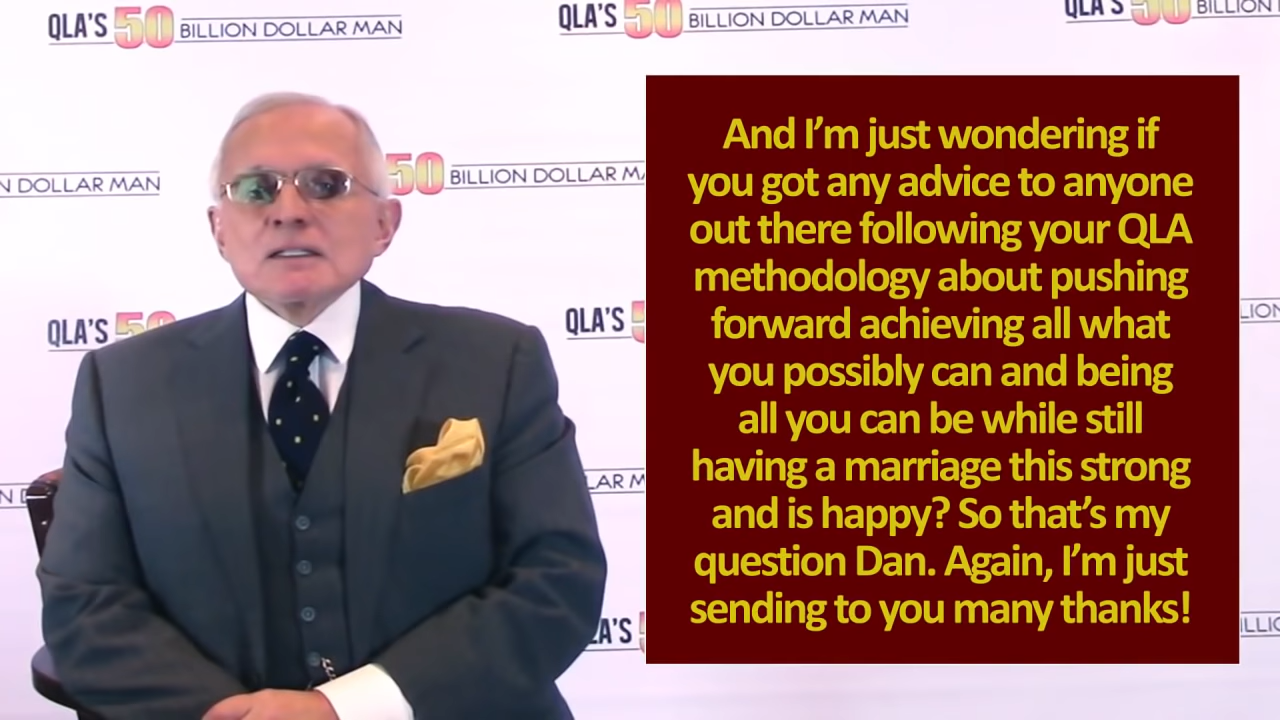 QLA'S 50 BILLION DOLLAR MAN
QLA'S 50 BILLION DOLLAR MAN
QLA'S 50 BILLION
N DOLLAR MAN
50 BILLION DOLLAR MA
QLA'S 50
QLA'S
And I'm just wondering if
you got any advice to anyone
out there following your QLA
methodology about pushing
forward achieving all what
you possibly can and being
all you can be while still
having a marriage this strong
and is happy? So that's my
question Dan. Again, I'm just
sending to you many thanks!